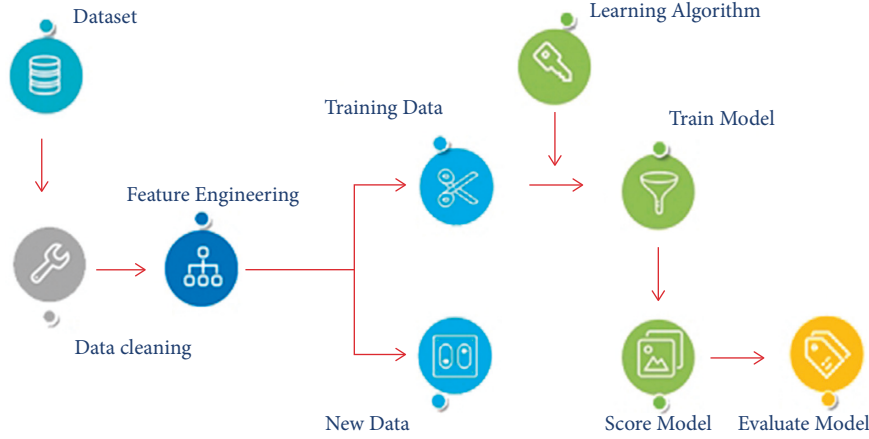 Dataset
Learning Algorithm
Training Data
Train Model
Feature Engineering
Data cleaning
New Data
Score Model
Evaluate Model